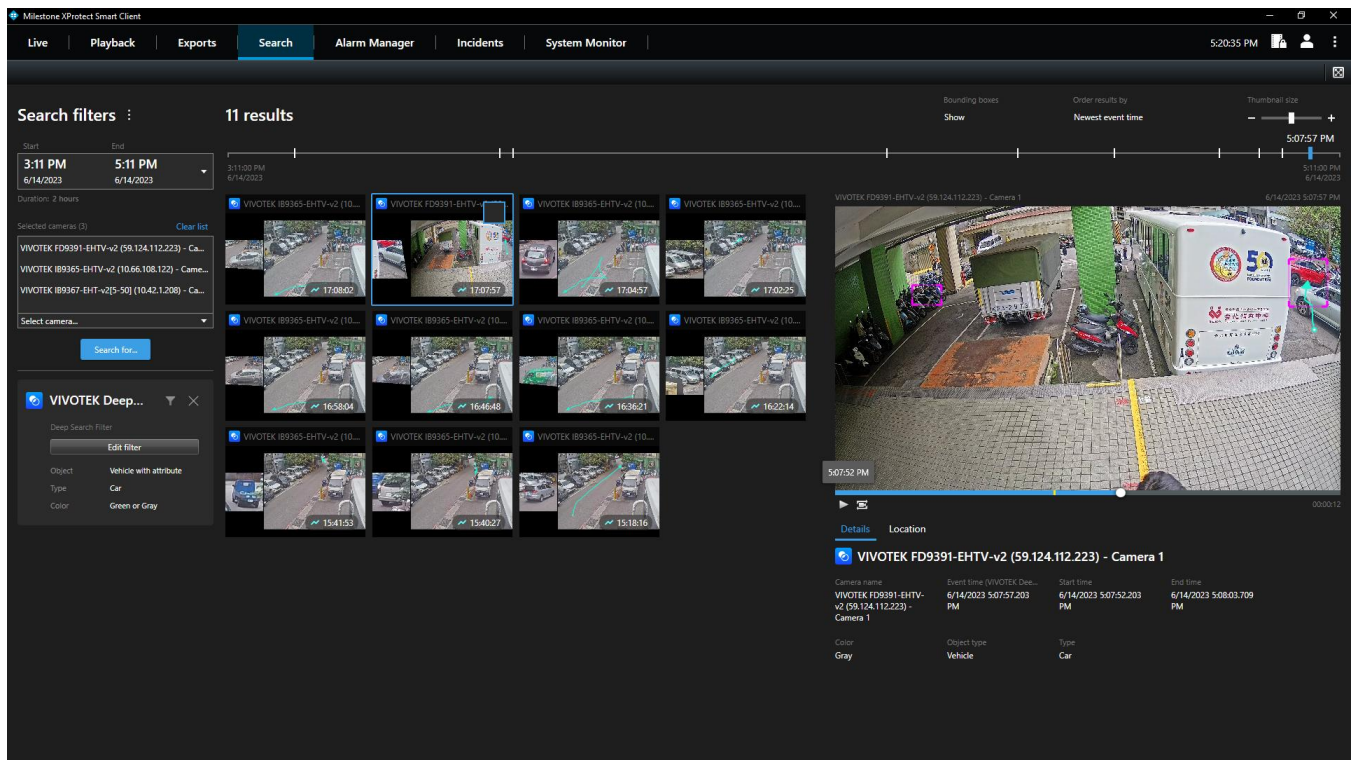 Milestone XProtect Smart Client
Live
Playback
Exports
Search
Alarm Manager
Incidents
System Monitor
5:20:35 PM
Search filters
11 results
Bounding boxes
Show
Order results by
Newest event time
Thumbnail size
Start
End
3:11 PM
5:11 PM
6/14/2023
6/14/2023
Duration: 2 hours
5:07:57 PM
3:11:00 PM
6/14/2023
5:11:00 PM
6/14/2023
Selected cameras (3)
Clear list
VIVOTEK FD9391-EHTV-v2 (59.124.112.223) - Ca...
VIVOTEK IB9365-EHTV-v2 (10.66.108.122) - Came...
VIVOTEK IB9367-EHT-v2[5-50] (10.42.1.208) - Ca...
Select camera...
Search for...
VIVOTEK Deep...
Deep Search Filter
Edit filter
Object
Vehicle with attribute
Type
Car
Color
Green or Gray
VIVOTEK IB9365-EHTV-v2 (10....
17:08:02
VIVOTEK FD9391-EHTV-v2
17:07:57
VIVOTEK IB9365-EHTV-v2 (10....
17:04:57
VIVOTEK IB9365-EHTV-v2 (10....
17:02:25
VIVOTEK IB9365-EHTV-v2 (10....
16:58:04
VIVOTEK IB9365-EHTV-v2 (10....
16:46:48
VIVOTEK IB9365-EHTV-v2 (10....
16:36:21
VIVOTEK IB9365-EHTV-v2 (10....
16:22:14
VIVOTEK IB9365-EHTV-v2 (10....
15:41:53
VIVOTEK IB9365-EHTV-v2 (10....
15:40:27
VIVOTEK IB9365-EHTV-v2 (10....
15:18:16
VIVOTEK FD9391-EHTV-v2 (59.124.112.223) - Camera 1
6/14/2023 5:07:57 PM
50
FOUNDATION
5:07:52 PM
00:00:12
Details
Location
VIVOTEK FD9391-EHTV-v2 (59.124.112.223) - Camera 1
Camera name
VIVOTEK FD9391-EHTV-
v2 (59.124.112.223) -
Camera 1
Event time (VIVOTEK Dee...
6/14/2023 5:07:57.203
PM
Start time
6/14/2023 5:07:52.203
PM
End time
6/14/2023 5:08:03.709
PM
Color
Gray
Object type
Vehicle
Type
Car